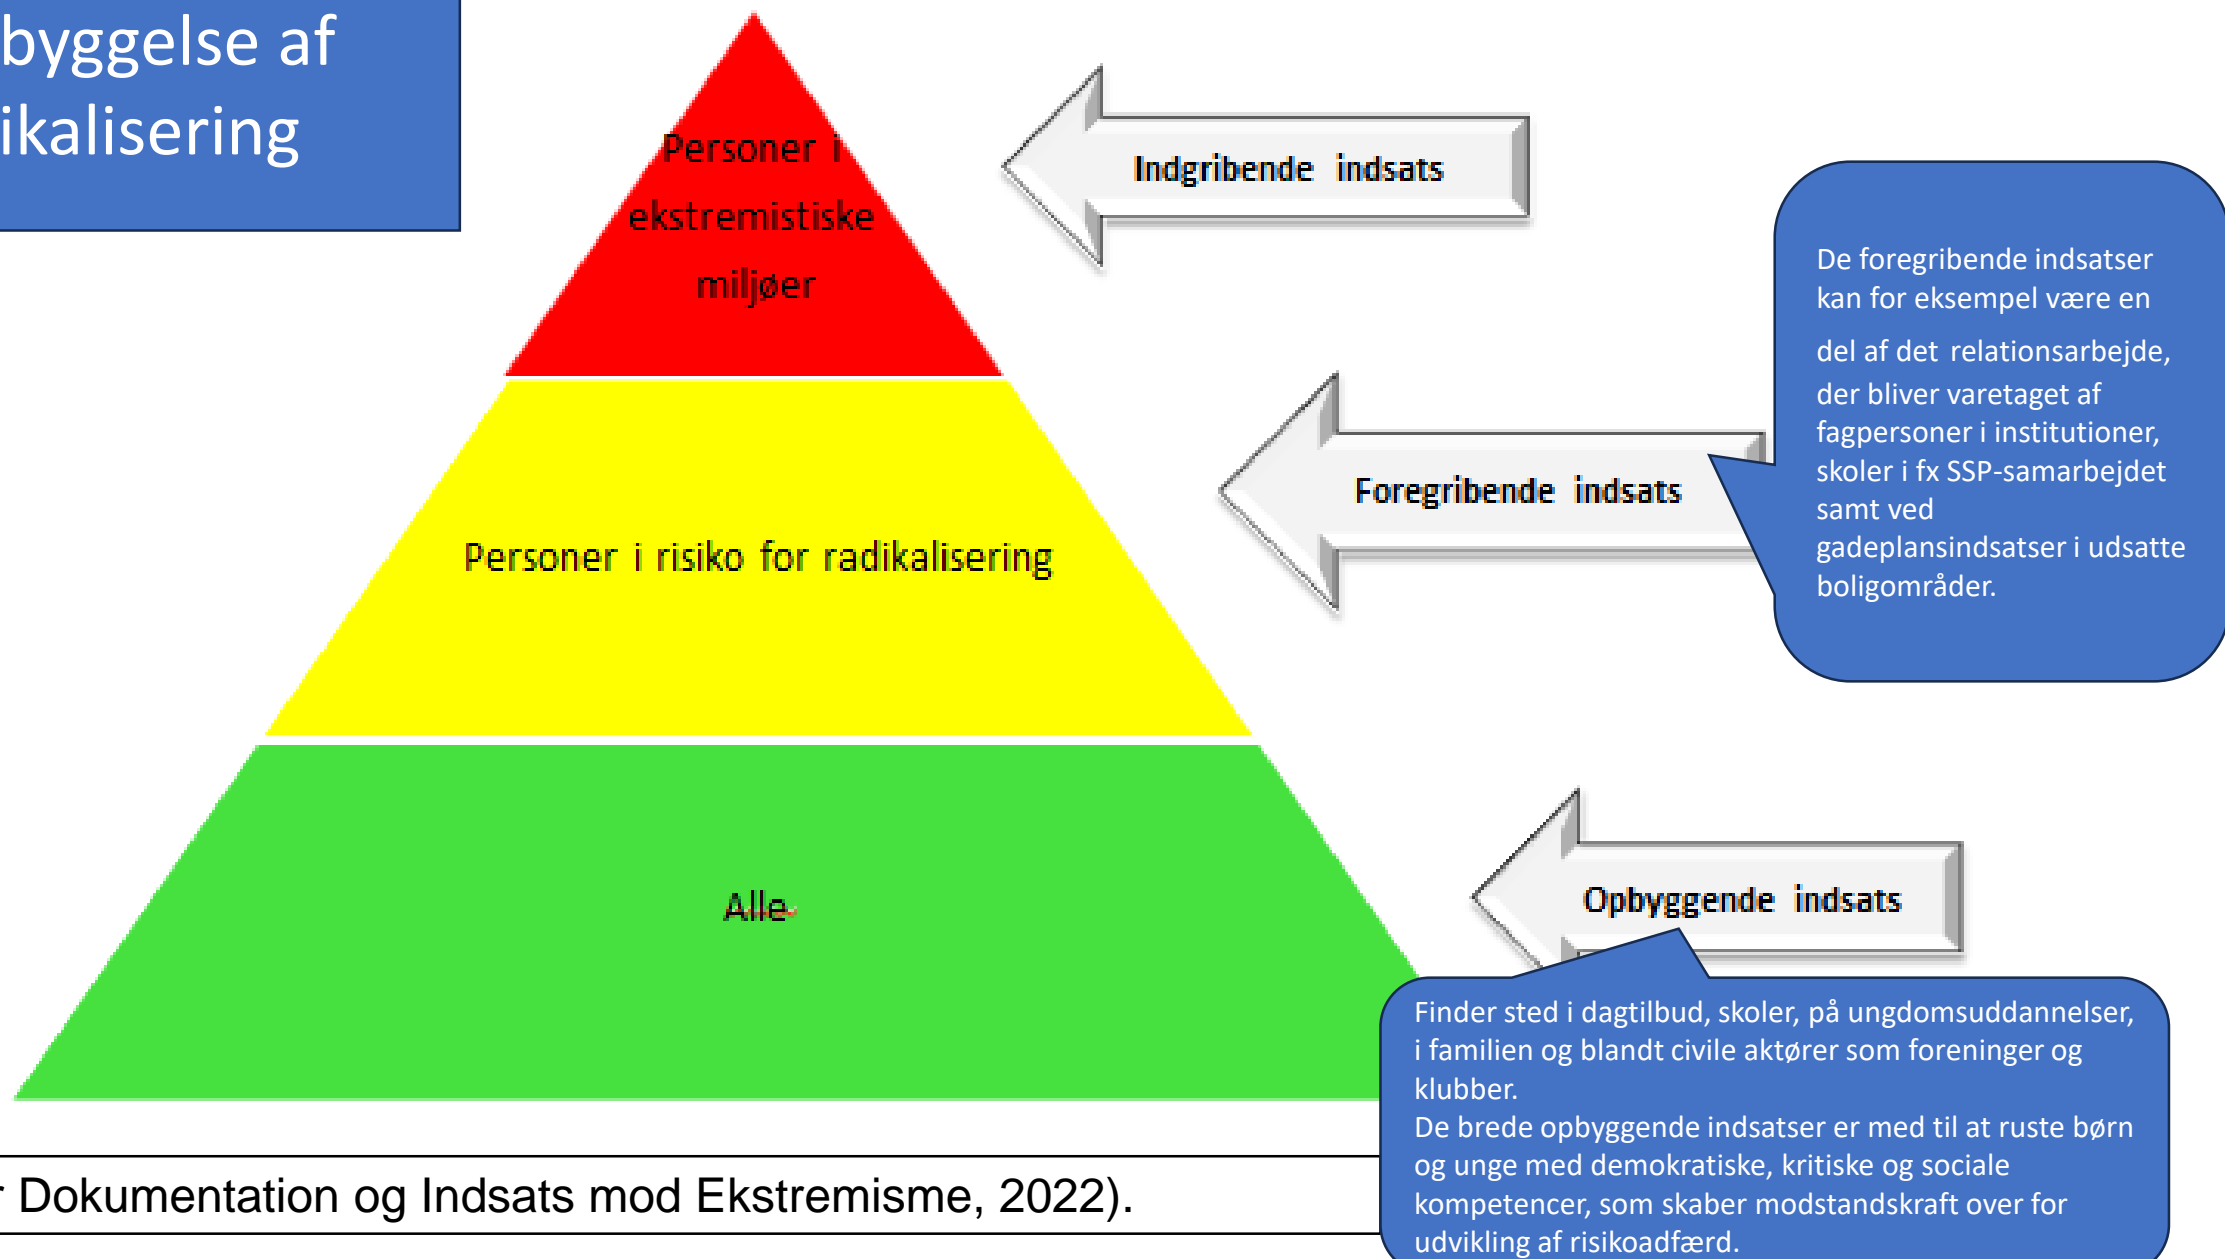 byggelse af
ikalisering
Personer i
ekstremistiske
miljøer
Indgribende indsats
De foregribende indsatser
kan for eksempel være en
del af det relationsarbejde,
der bliver varetaget af
fagpersoner i institutioner,
skoler i fx SSP-samarbejdet
samt ved
gadeplansindsatser i udsatte
boligområder.
Foregribende indsats
Personer i risiko for radikalisering
Alle
Opbyggende indsats
Finder sted i dagtilbud, skoler, på ungdomsuddannelser,
i familien og blandt civile aktører som foreninger og
klubber.
De brede opbyggende indsatser er med til at ruste børn
og unge med demokratiske, kritiske og sociale
kompetencer, som skaber modstandskraft over for
udvikling af risikoadfærd.
r Dokumentation og Indsats mod Ekstremisme, 2022).